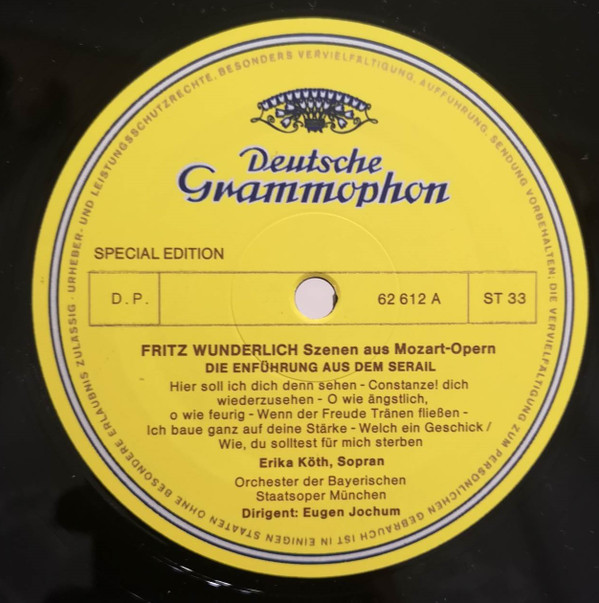 URHEBER- UND LEISTUNGSSCHUTZRECHTE, BESONDERS VERVIELFÄLTIGUNG, AUFFÜHRUNG, SENDUNG VORBEHALTEN; DIE VERVIELFÄLTIGUNG ZUM PERSÖNLICHEN GEBRAUCH IST IN EINIGEN STAATEN OHNE BESONDERE ERLAUBNIS ZULÄSSIG ·
Deutsche
Grammophon
SPECIAL EDITION
D.P. 62 612 A ST 33
FRITZ WUNDERLICH Szenen aus Mozart-Opern
DIE ENFÜHRUNG AUS DEM SERAIL
Hier soll ich dich denn sehen - Constanze! dich
wiederzusehen - O wie ängstlich,
o wie feurig - Wenn der Freude Tränen fließen -
Ich baue ganz auf deine Stärke - Welch ein Geschick /
Wie, du solltest für mich sterben
Erika Köth, Sopran
Orchester der Bayerischen
Staatsoper München
Dirigent: Eugen Jochum